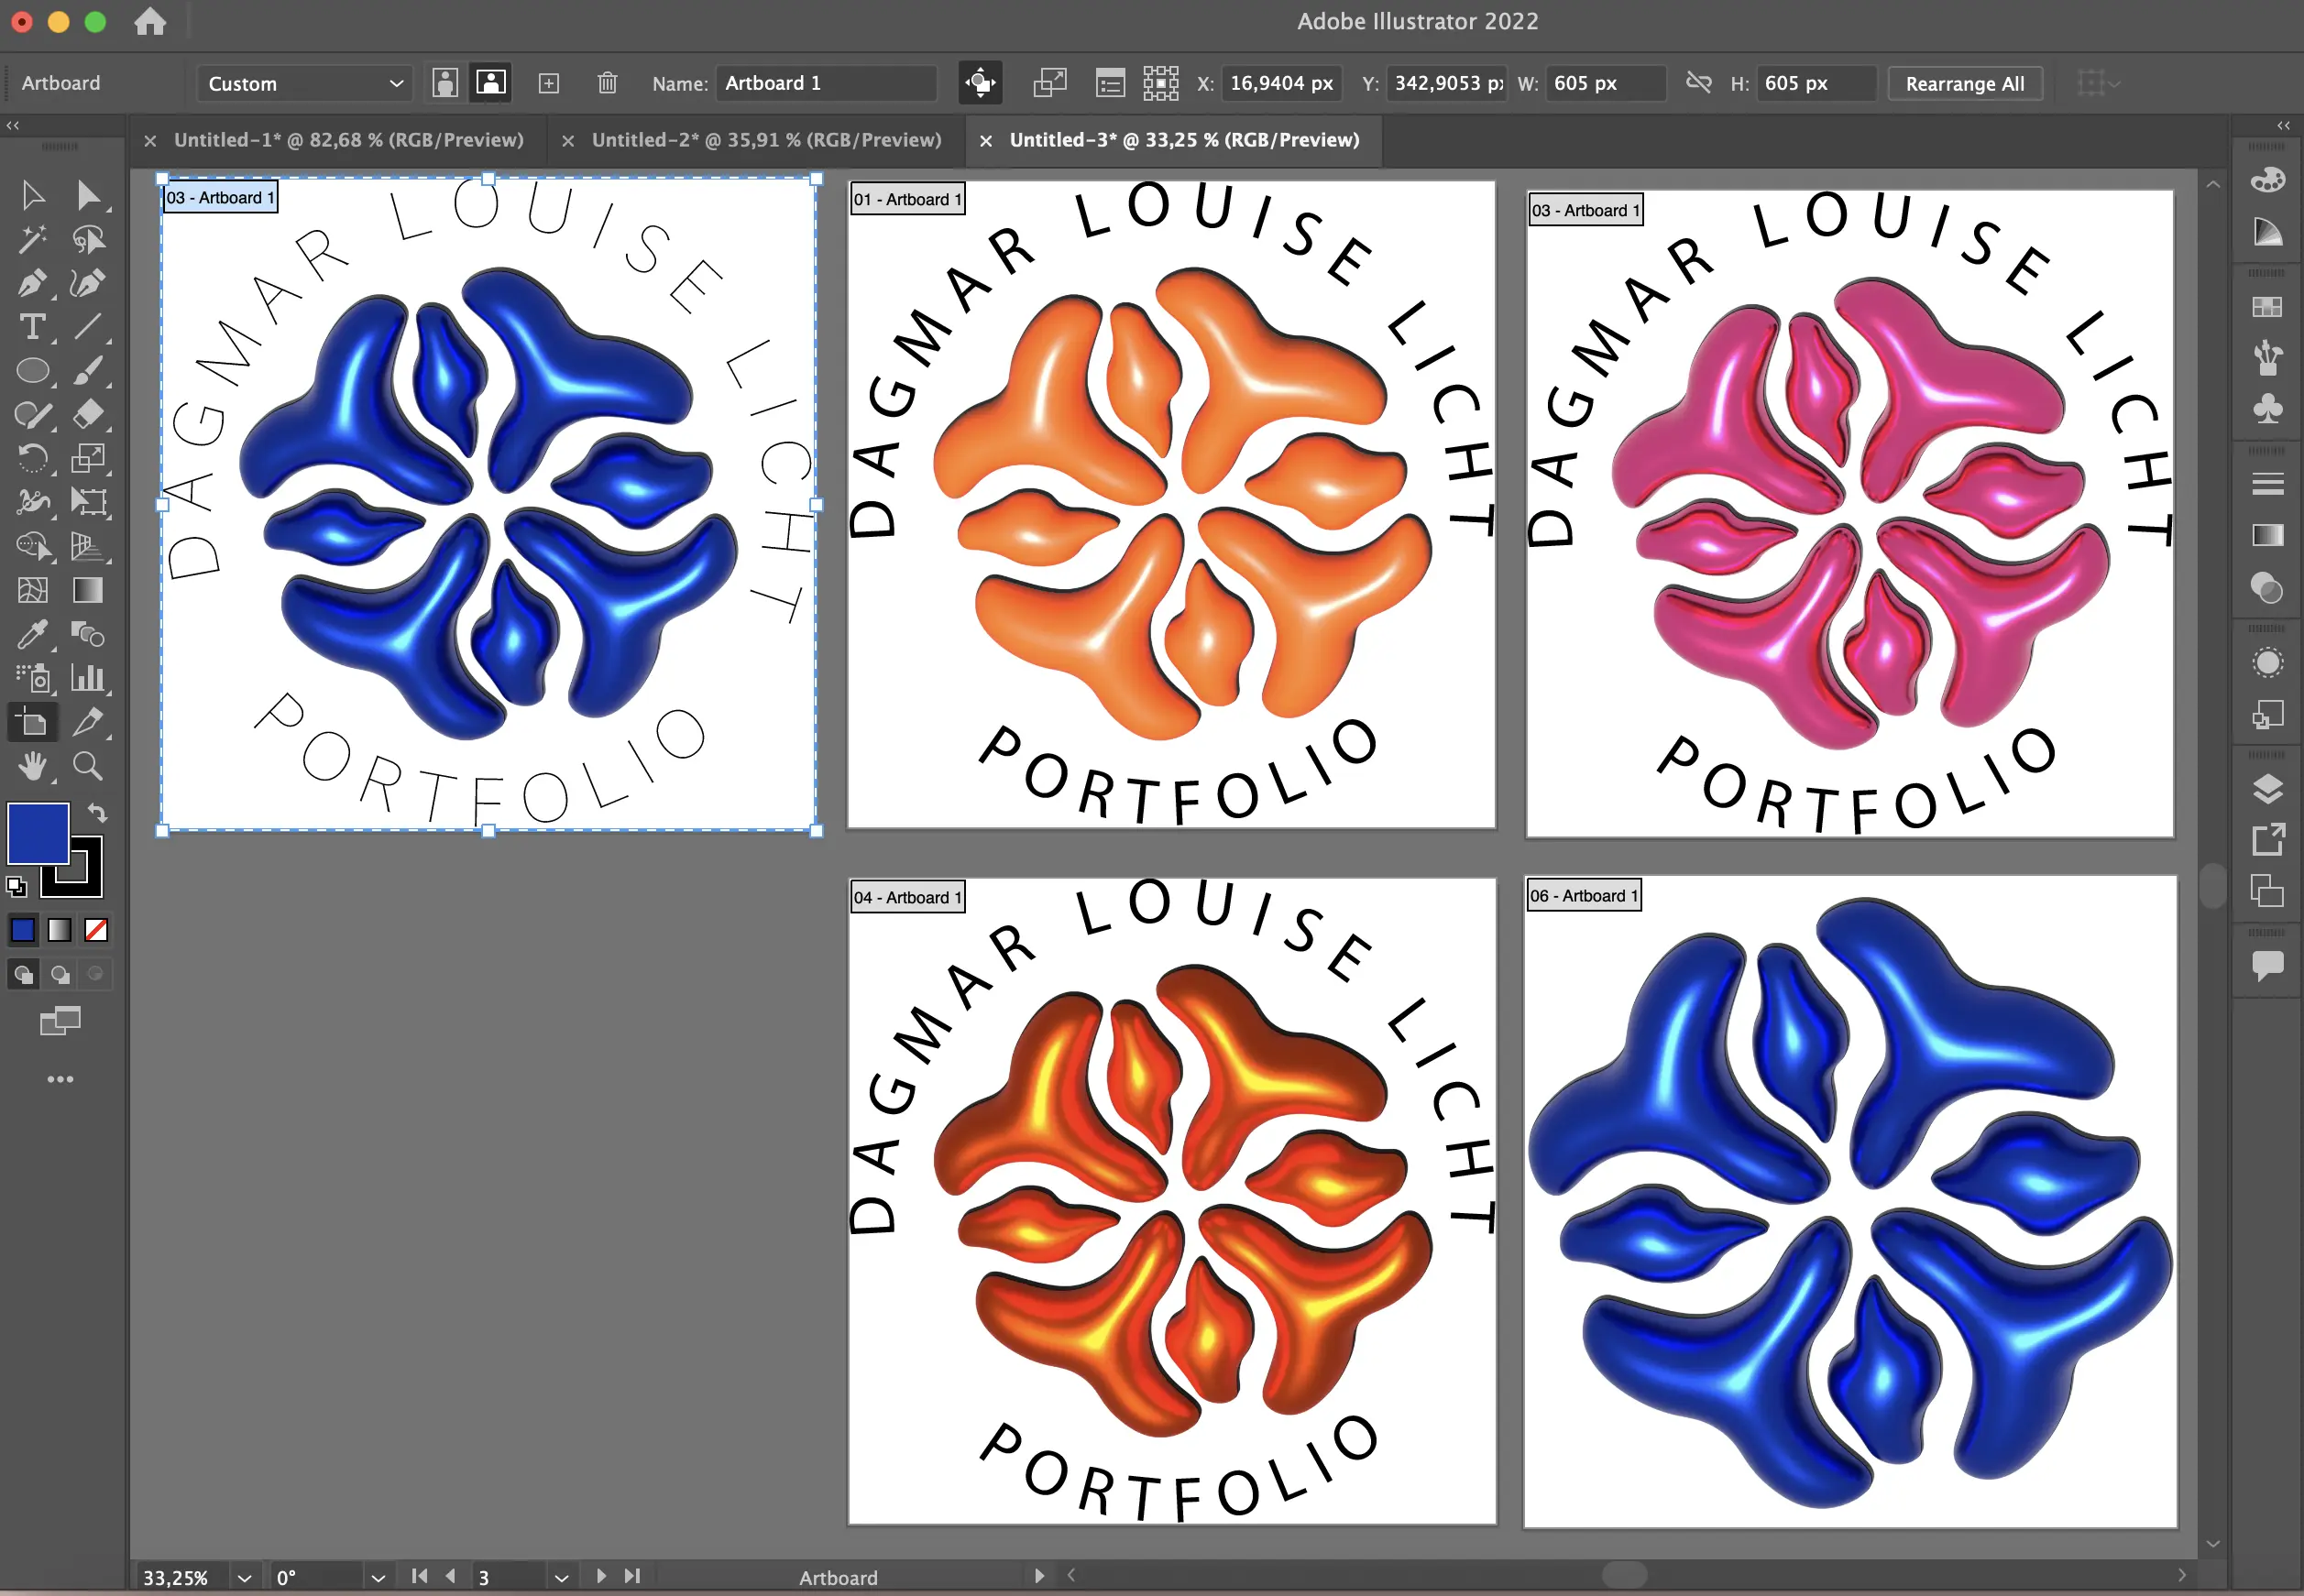 Adobe Illustrator 2022
Artboard Custom Name: Artboard 1 X: 16,9404 px Y: 342,9053 px W: 605 px H: 605 px Rearrange All
Untitled-1* @ 82,68 % (RGB/Preview) Untitled-2* @ 35,91 % (RGB/Preview) Untitled-3* @ 33,25 % (RGB/Preview)
03 - Artboard 1
DAGMAR LOUISE LICHT
PORTFOLIO
01 - Artboard 1
DAGMAR LOUISE LICHT
PORTFOLIO
03 - Artboard 1
DAGMAR LOUISE LICHT
PORTFOLIO
04 - Artboard 1
DAGMAR LOUISE LICHT
PORTFOLIO
06 - Artboard 1
33,25% 0° 3 Artboard